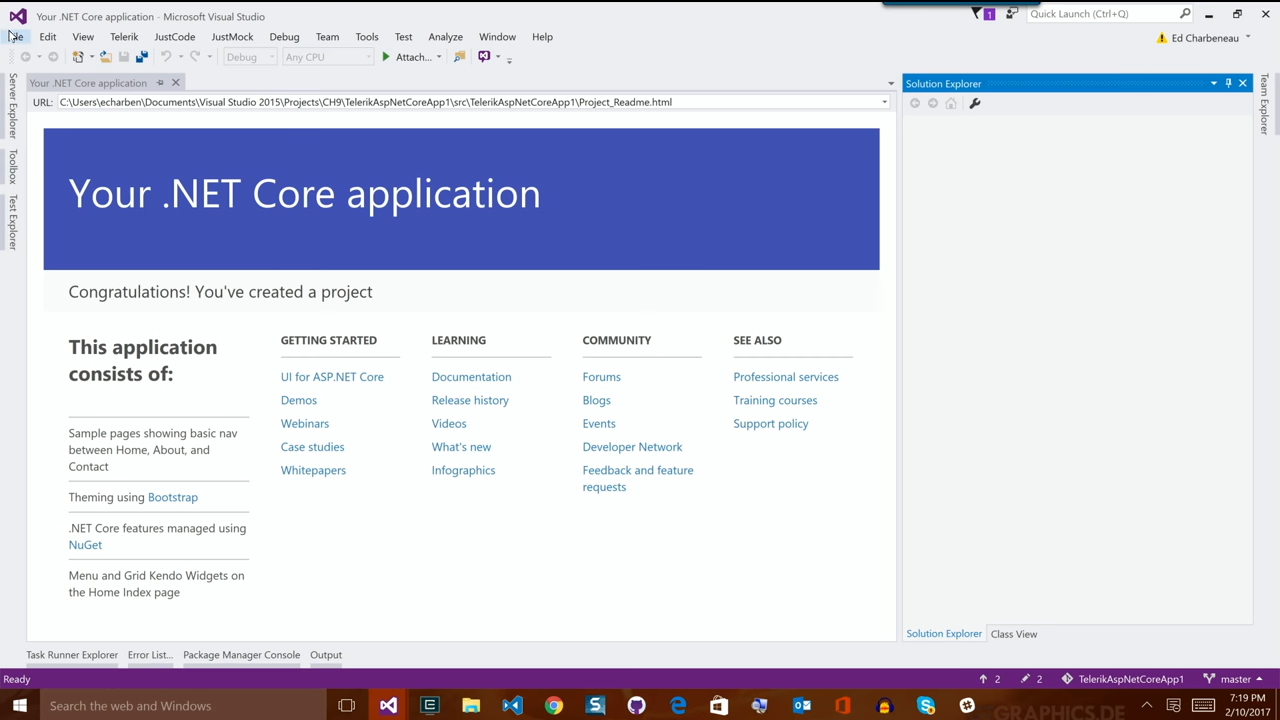 Your .NET Core application - Microsoft Visual Studio
1
Quick Launch (Ctrl+Q)
Edit View Telerik JustCode JustMock Debug Team Tools Test Analyze Window Help
Ed Charbeneau
Debug Any CPU Attach...
Server Explorer
Toolbox
Test Explorer
Your .NET Core application
URL: C:\Users\echarben\Documents\Visual Studio 2015\Projects\CH9\TelerikAspNetCoreApp1\src\TelerikAspNetCoreApp1\Project_Readme.html
Your .NET Core application
Congratulations! You've created a project
This application
consists of:
Sample pages showing basic nav
between Home, About, and
Contact
Theming using Bootstrap
.NET Core features managed using
NuGet
Menu and Grid Kendo Widgets on
the Home Index page
GETTING STARTED
UI for ASP.NET Core
Demos
Webinars
Case studies
Whitepapers
LEARNING
Documentation
Release history
Videos
What's new
Infographics
COMMUNITY
Forums
Blogs
Events
Developer Network
Feedback and feature
requests
SEE ALSO
Professional services
Training courses
Support policy
Solution Explorer
Team Explorer
Solution Explorer Class View
Task Runner Explorer Error List... Package Manager Console Output
Ready
2 2 TelerikAspNetCoreApp1 master
Search the web and Windows
7:19 PM
2/10/2017